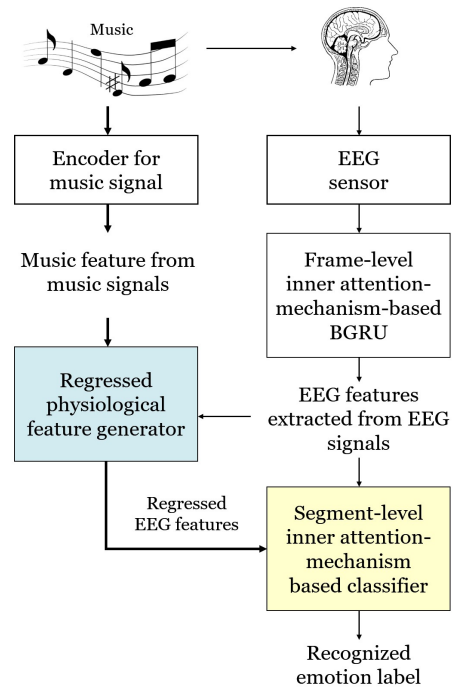 Music
Encoder for
music signal
EEG
sensor
Music feature from
music signals
Frame-level
inner attention-
mechanism-based
BGRU
Regressed
physiological
feature generator
EEG features
extracted from EEG
signals
Regressed
EEG features
Segment-level
inner attention-
mechanism
based classifier
Recognized
emotion label